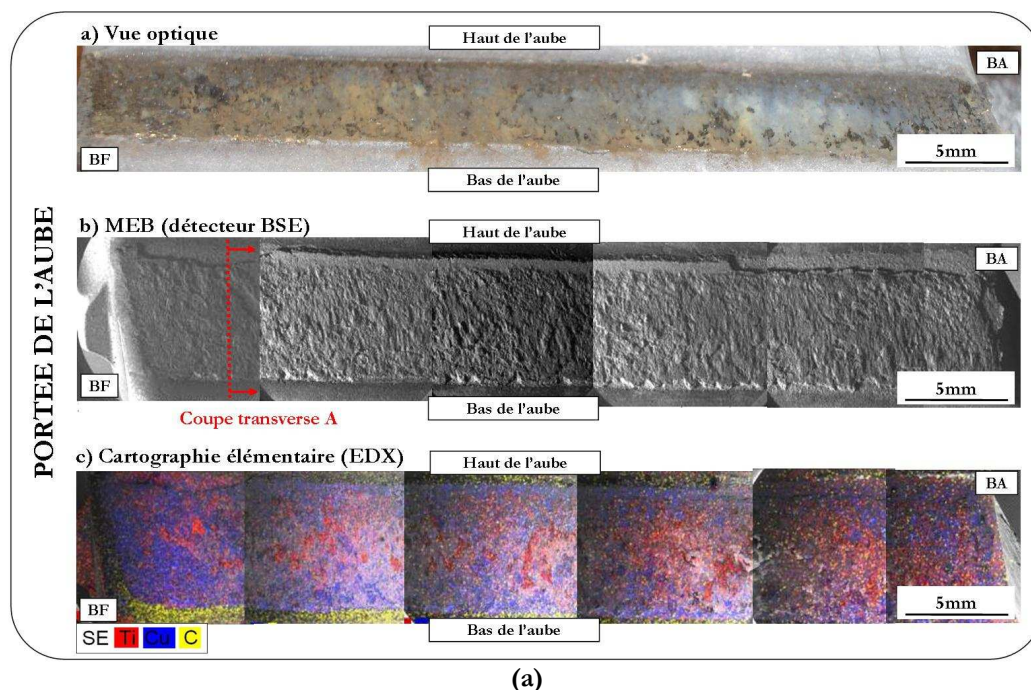 PORTEE DE L'AUBE
a) Vue optique
Haut de l'aube
BA
BF
5mm
Bas de l'aube
b) MEB (détecteur BSE)
Haut de l'aube
BA
BF
5mm
Coupe transverse A
Bas de l'aube
c) Cartographie élémentaire (EDX)
Haut de l'aube
BA
BF
5mm
SE Ti Cu C
Bas de l'aube
(a)